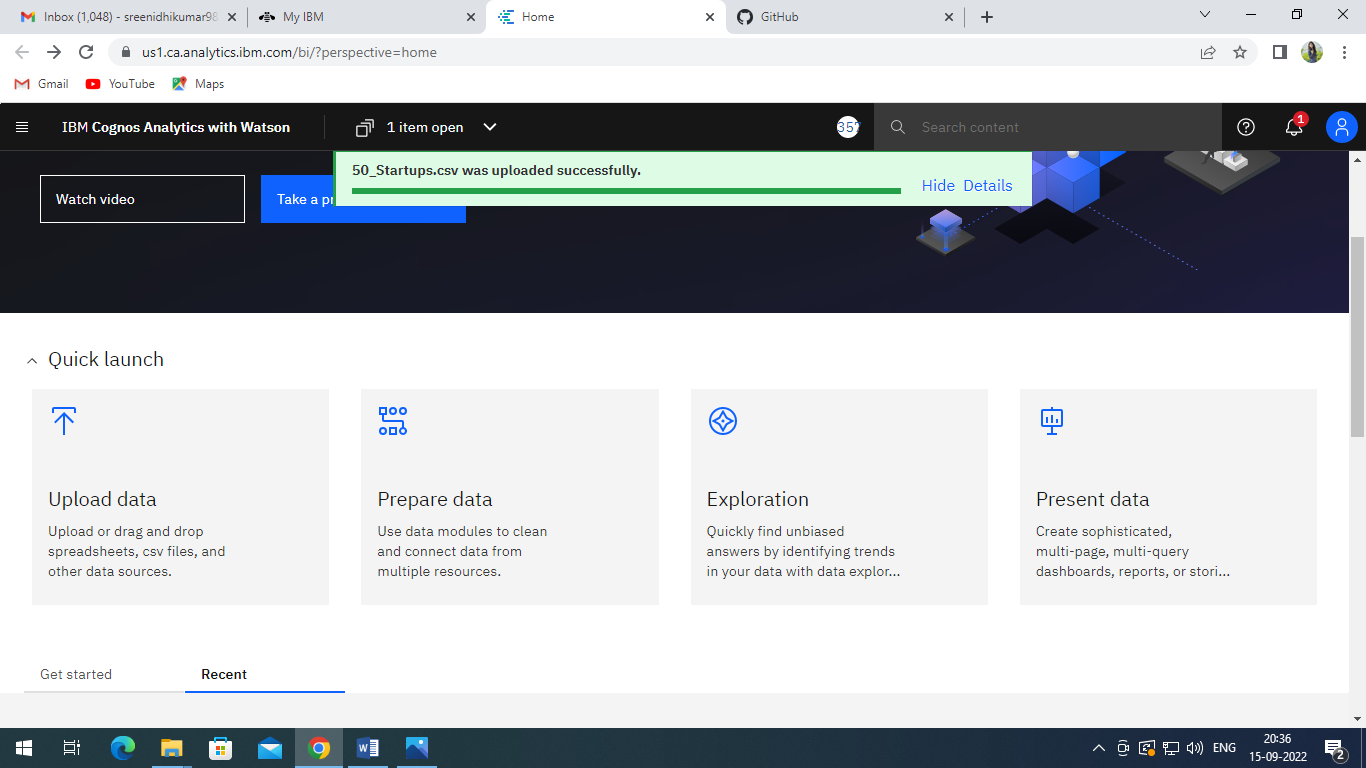 Inbox (1,048) - sreenidhikumar98
My IBM
Home
GitHub
us1.ca.analytics.ibm.com/bi/?perspective=home
Gmail
YouTube
Maps
IBM Cognos Analytics with Watson
1 item open
357
Search content
1
50_Startups.csv was uploaded successfully.
Hide Details
Watch video
Take a pr
Quick launch
Upload data
Upload or drag and drop
spreadsheets, csv files, and
other data sources.
Prepare data
Use data modules to clean
and connect data from
multiple resources.
Exploration
Quickly find unbiased
answers by identifying trends
in your data with data explor...
Present data
Create sophisticated,
multi-page, multi-query
dashboards, reports, or stori...
Get started
Recent
ENG
20:36
15-09-2022
2